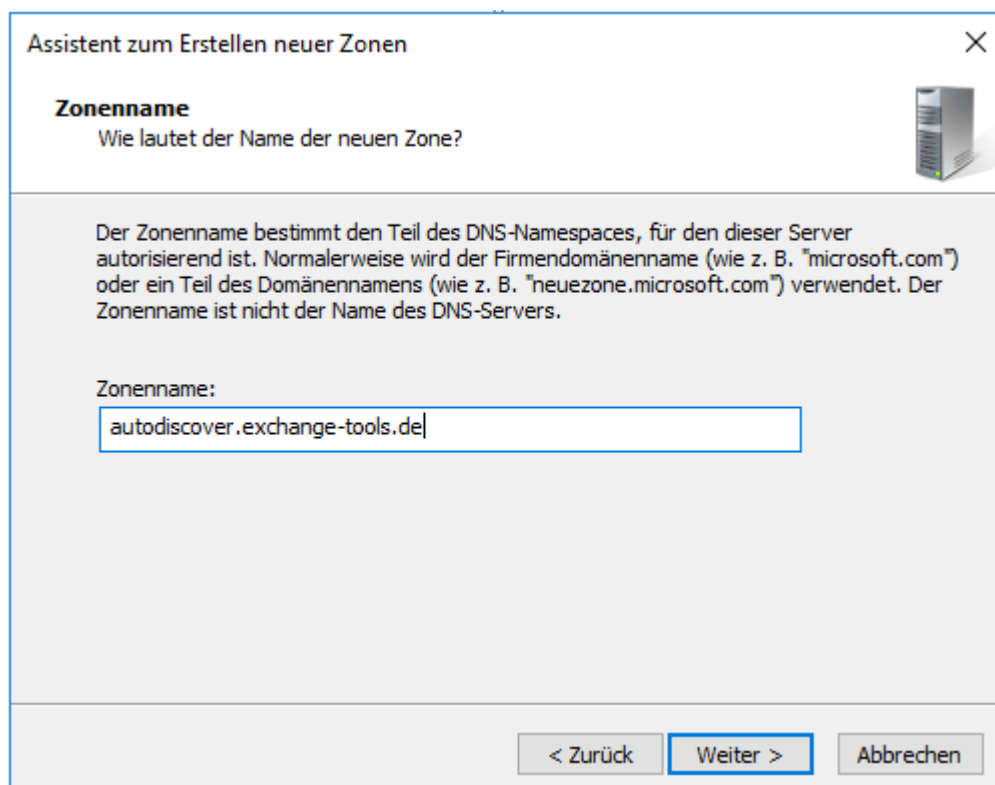 Assistent zum Erstellen neuer Zonen
Zonenname
Wie lautet der Name der neuen Zone?
Der Zonenname bestimmt den Teil des DNS-Namespaces, für den dieser Server
autorisierend ist. Normalerweise wird der Firmendomänenname (wie z. B. "microsoft.com")
oder ein Teil des Domänennamens (wie z. B. "neuezone.microsoft.com") verwendet. Der
Zonenname ist nicht der Name des DNS-Servers.
Zonenname:
autodiscover.exchange-tools.de
< Zurück Weiter > Abbrechen